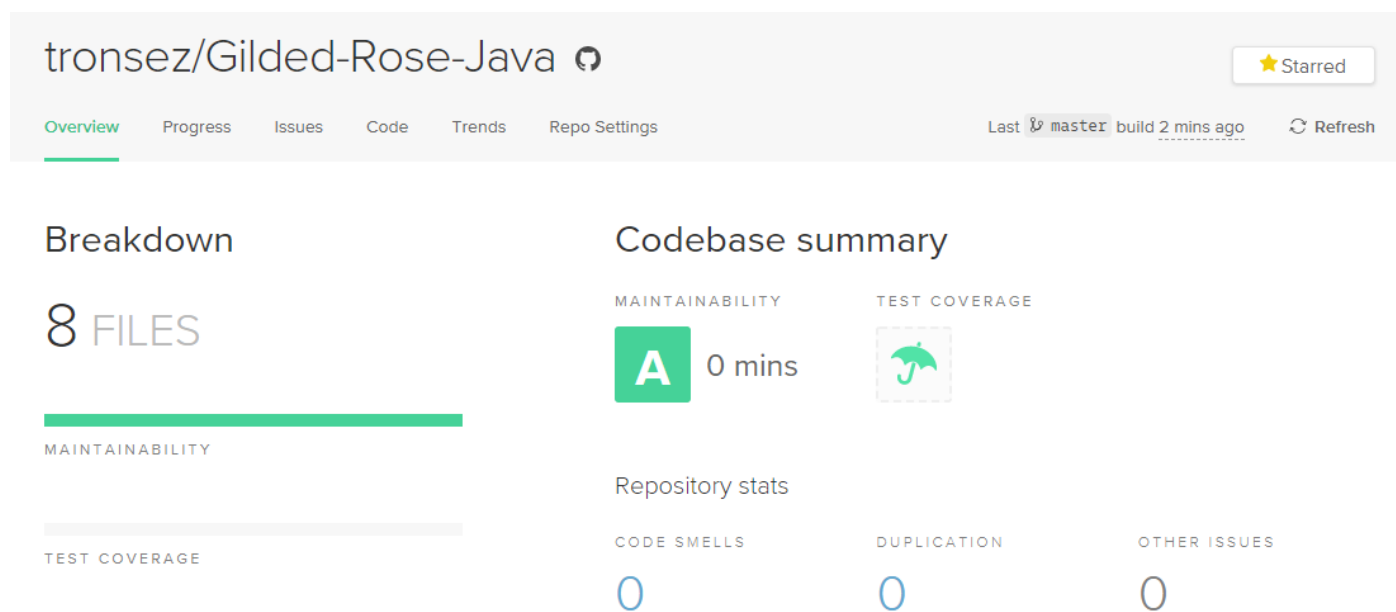 tronsez/Gilded-Rose-Java
Starred
Overview Progress Issues Code Trends Repo Settings
Last master build 2 mins ago Refresh
Breakdown
8 FILES
MAINTAINABILITY
TEST COVERAGE
Codebase summary
MAINTAINABILITY TEST COVERAGE
A 0 mins
Repository stats
CODE SMELLS DUPLICATION OTHER ISSUES
0 0 0